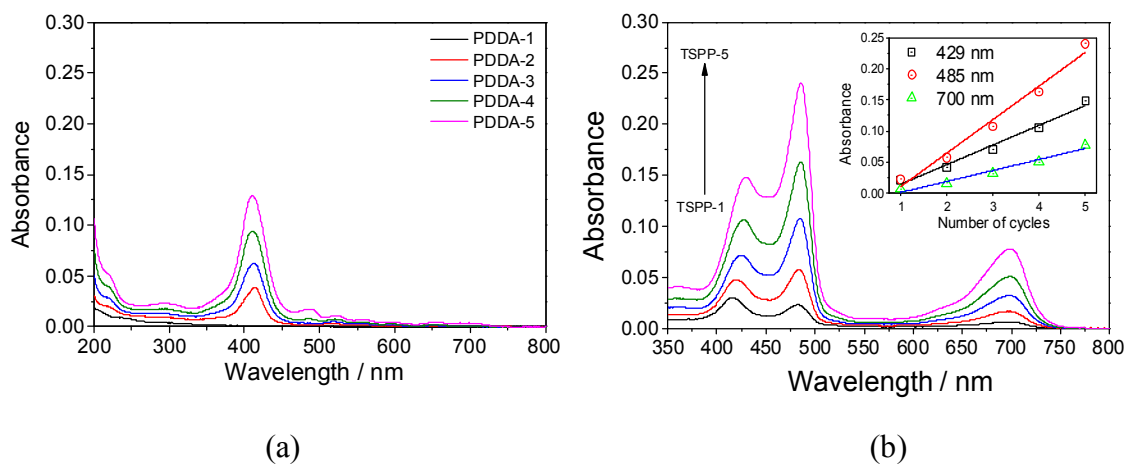 0.30
0.25
0.20
0.15
0.10
0.05
0.00
Absorbance
200 300 400 500 600 700 800
Wavelength / nm
PDDA-1
PDDA-2
PDDA-3
PDDA-4
PDDA-5
(a)
0.30
0.25
0.20
0.15
0.10
0.05
0.00
Absorbance
350 400 450 500 550 600 650 700 750 800
Wavelength / nm
TSPP-5
TSPP-1
0.25
0.20
0.15
0.10
0.05
0.00
Absorbance
1 2 3 4 5
Number of cycles
429 nm
485 nm
700 nm
(b)